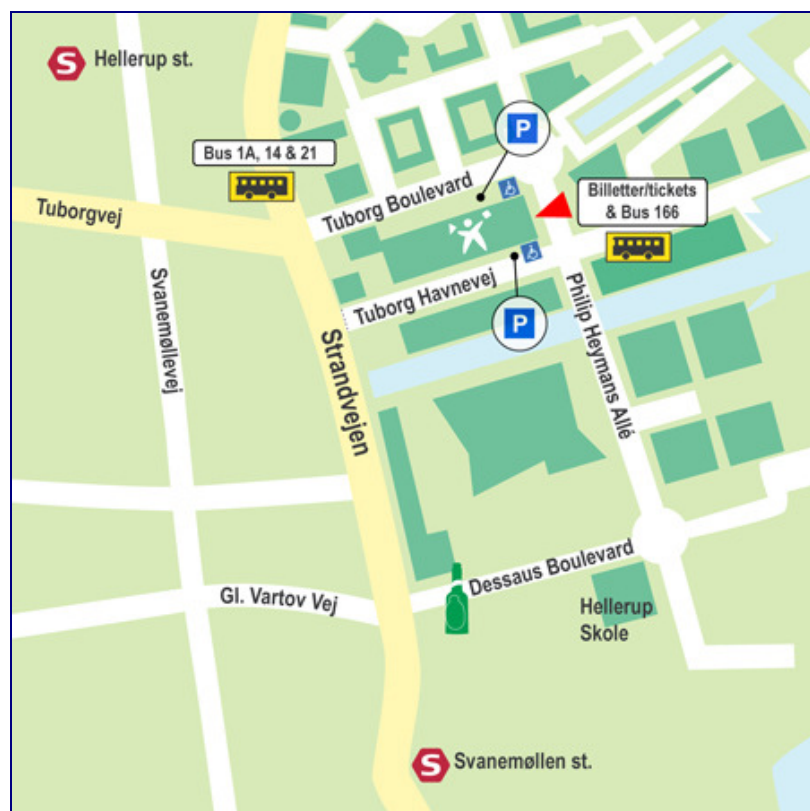 S
Hellerup st.
P
Bus 1A, 14 & 21
Tuborg Boulevard
Billetter/tickets
& Bus 166
Tuborgvej
Svanemøllevej
Tuborg Havnevej
P
Philip Heymans Allé
Strandvejen
Dessaus Boulevard
Gl. Vartov Vej
Hellerup
Skole
S
Svanemøllen st.